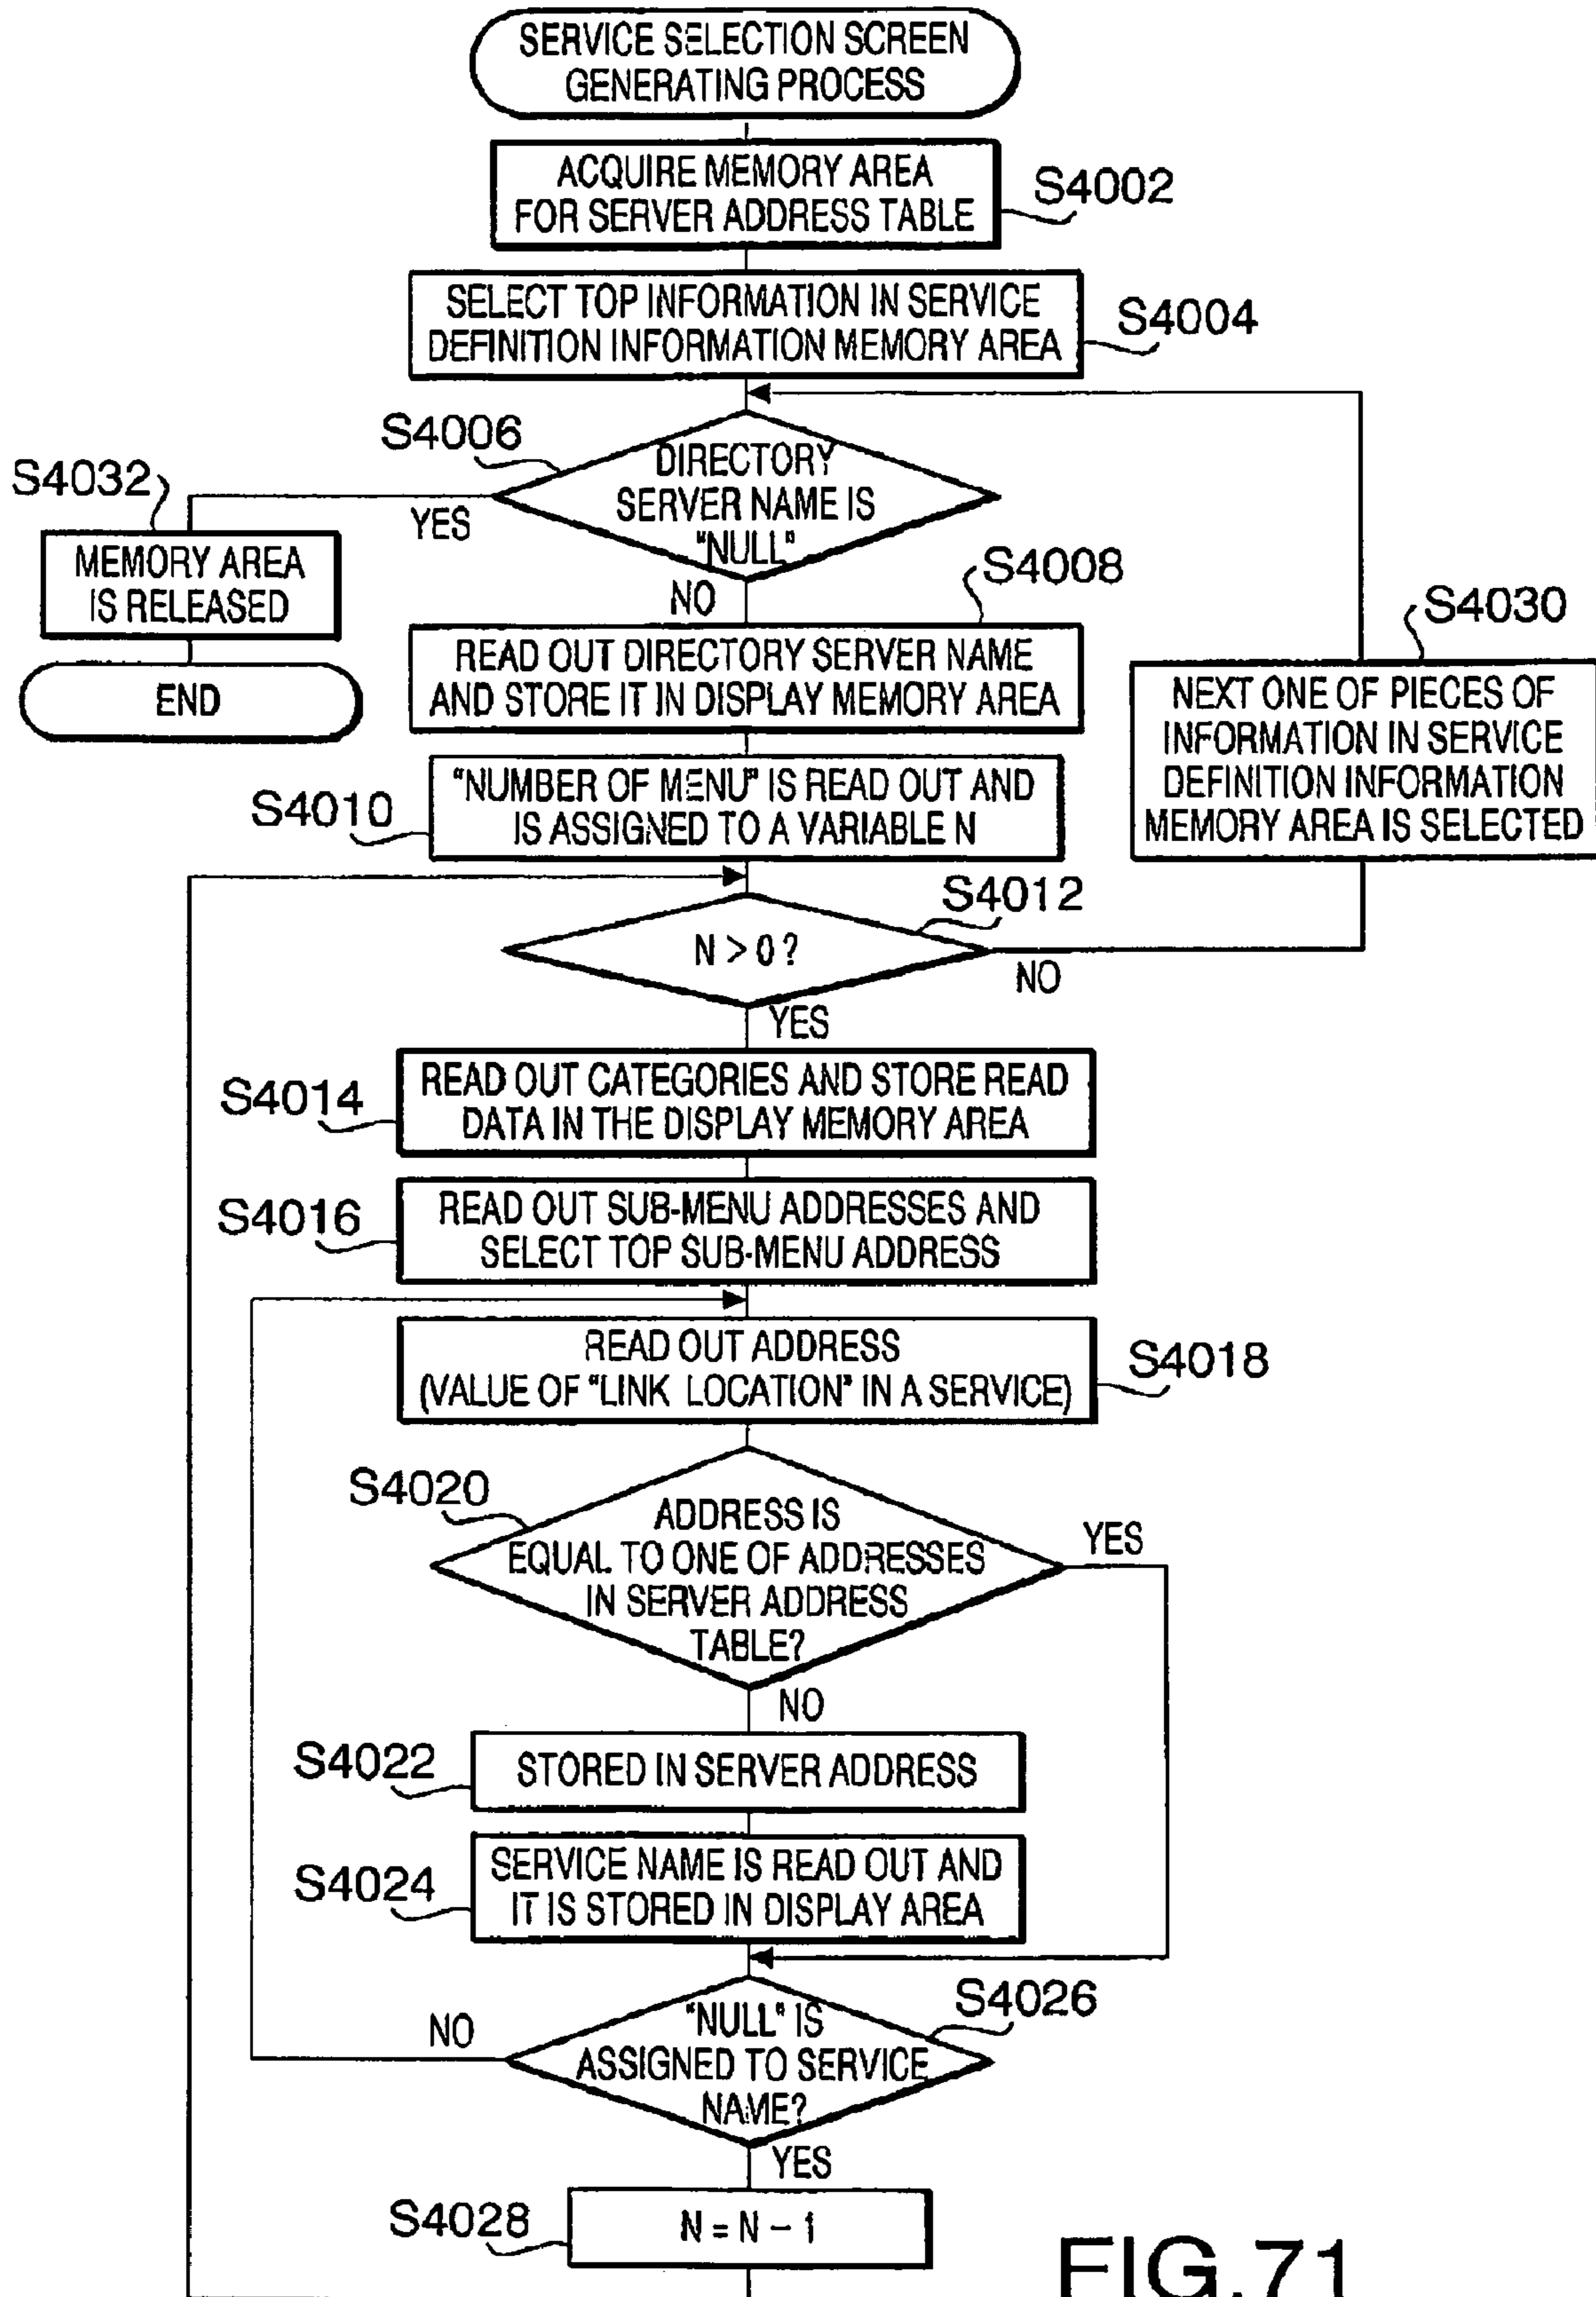 SERVICE SELECTION SCREEN
GENERATING PROCESS
ACQUIRE MEMORY AREA
FOR SERVER ADDRESS TABLE
S4002
SELECT TOP INFORMATION IN SERVICE
DEFINITION INFORMATION MEMORY AREA
S4004
S4006
DIRECTORY
SERVER NAME IS
"NULL"
YES
NO
S4032
MEMORY AREA
IS RELEASED
END
S4008
READ OUT DIRECTORY SERVER NAME
AND STORE IT IN DISPLAY MEMORY AREA
S4030
NEXT ONE OF PIECES OF
INFORMATION IN SERVICE
DEFINITION INFORMATION
MEMORY AREA IS SELECTED
S4010
"NUMBER OF MENU" IS READ OUT AND
IS ASSIGNED TO A VARIABLE N
S4012
N > 0 ?
NO
YES
S4014
READ OUT CATEGORIES AND STORE READ
DATA IN THE DISPLAY MEMORY AREA
S4016
READ OUT SUB-MENU ADDRESSES AND
SELECT TOP SUB-MENU ADDRESS
READ OUT ADDRESS
(VALUE OF "LINK LOCATION" IN A SERVICE)
S4018
S4020
ADDRESS IS
EQUAL TO ONE OF ADDRESSES
IN SERVER ADDRESS
TABLE?
YES
NO
S4022
STORED IN SERVER ADDRESS
S4024
SERVICE NAME IS READ OUT AND
IT IS STORED IN DISPLAY AREA
S4026
"NULL" IS
ASSIGNED TO SERVICE
NAME?
NO
YES
S4028
N = N − 1
FIG.71